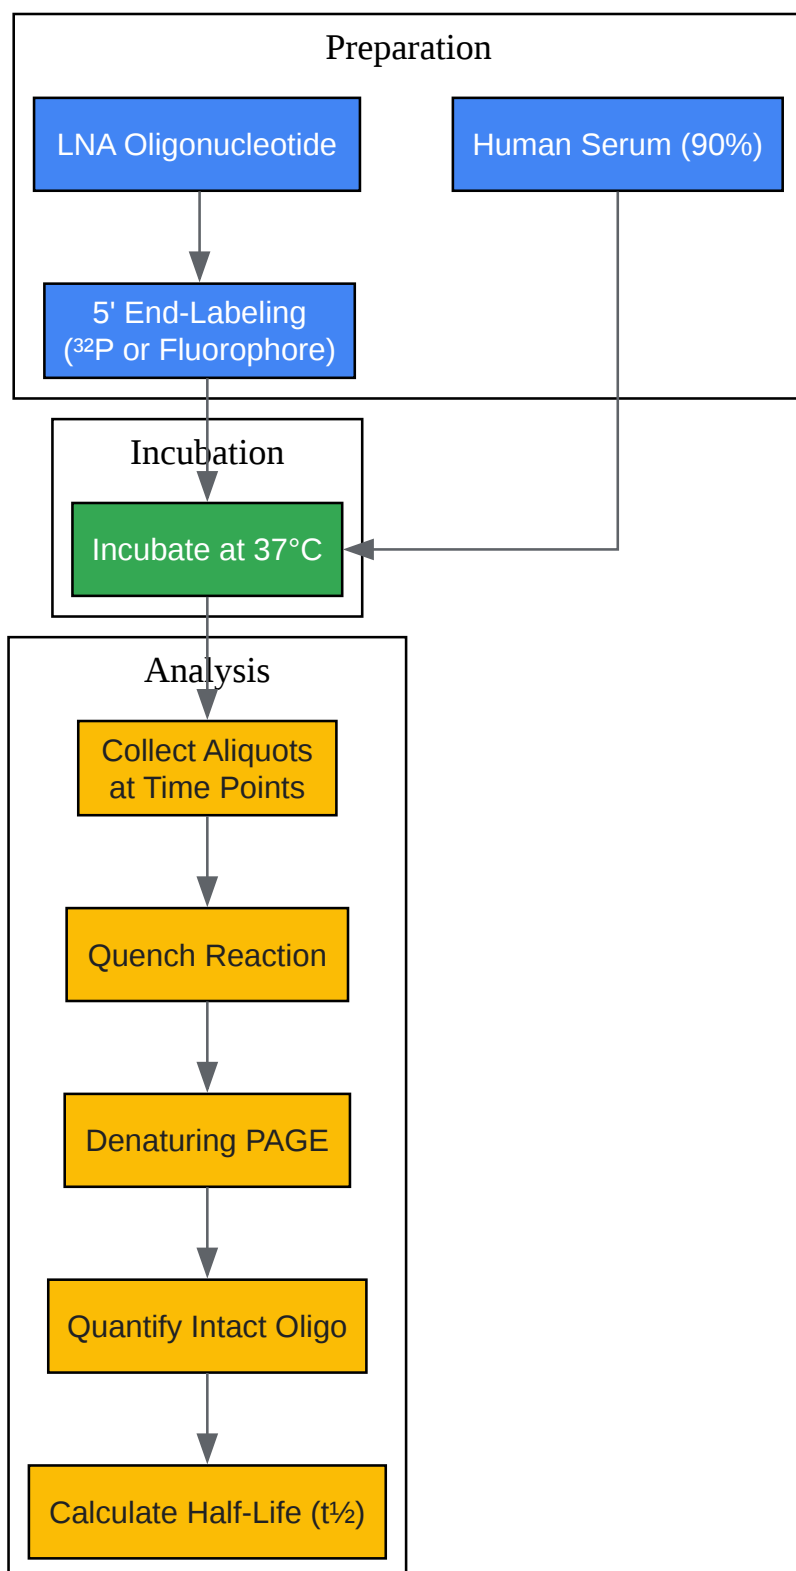 Preparation
LNA Oligonucleotide
Human Serum (90%)
5' End-Labeling
(³²P or Fluorophore)
Incubation
Incubate at 37°C
Analysis
Collect Aliquots
at Time Points
Quench Reaction
Denaturing PAGE
Quantify Intact Oligo
Calculate Half-Life (t½)